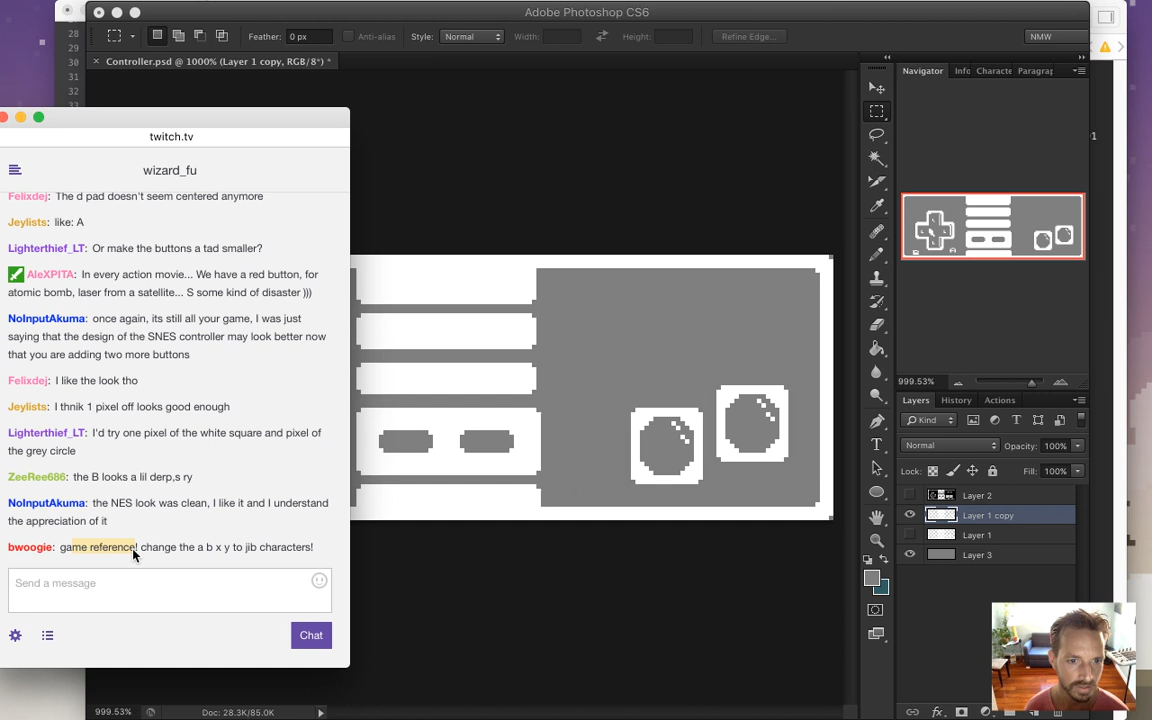 Adobe Photoshop CS6
Feather: 0 px
Anti-alias
Style: Normal
Width:
Height:
Refine Edge...
NMW
Controller.psd @ 1000% (Layer 1 copy, RGB/8*) *
28
29
30
31
32
twitch.tv
wizard_fu
Felixdej: The d pad doesn't seem centered anymore
Jeylists: like: A
Lighterthief_LT: Or make the buttons a tad smaller?
AleXPITA: In every action movie... We have a red button, for
atomic bomb, laser from a satellite... S some kind of disaster )))
NoInputAkuma: once again, its still all your game, I was just
saying that the design of the SNES controller may look better now
that you are adding two more buttons
Felixdej: I like the look tho
Jeylists: I thnik 1 pixel off looks good enough
Lighterthief_LT: I'd try one pixel of the white square and pixel of
the grey circle
ZeeRee686: the B looks a lil derp,s ry
NoInputAkuma: the NES look was clean, I like it and I understand
the appreciation of it
bwoogie: game reference! change the a b x y to jib characters!
Send a message
Chat
Navigator
Info
Characte
Paragrap
999.53%
Layers
History
Actions
Kind
Normal
Opacity: 100%
Lock:
Fill: 100%
Layer 2
Layer 1 copy
Layer 1
Layer 3
999.53%
Doc: 28.3K/85.0K